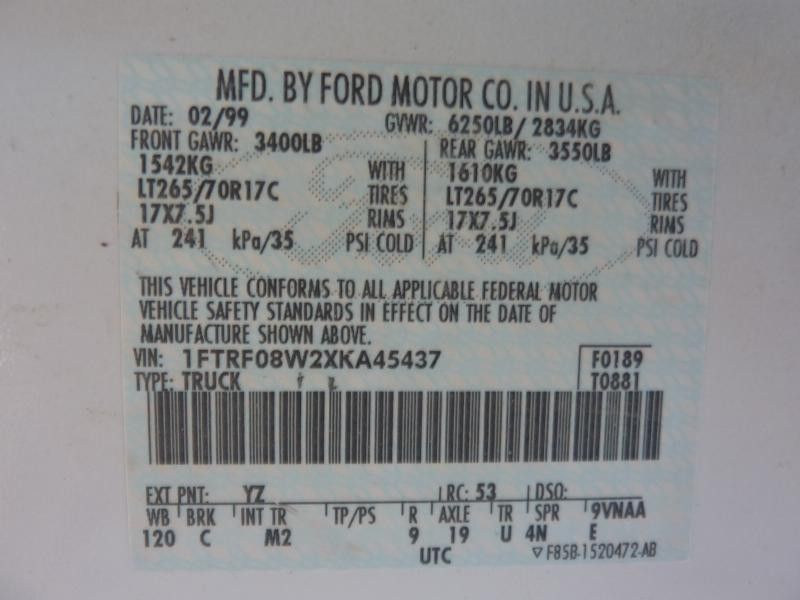 MFD. BY FORD MOTOR CO. IN U.S.A.
DATE: 02/99 GVWR: 6250LB/ 2834KG
FRONT GAWR: 3400LB REAR GAWR: 3550LB
1542KG WITH 1610KG WITH
LT265/70R17C TIRES LT265/70R17C TIRES
17X7.5J RIMS 17X7.5J RIMS
AT 241 kPa/35 PSI COLD AT 241 kPa/35 PSI COLD
THIS VEHICLE CONFORMS TO ALL APPLICABLE FEDERAL MOTOR
VEHICLE SAFETY STANDARDS IN EFFECT ON THE DATE OF
MANUFACTURE SHOWN ABOVE.
VIN: 1FTRF08W2XKA45437 F0189
TYPE: TRUCK T0881
EXT PNT: YZ RC: 53 DSO:
WB BRK INT TR TP/PS R AXLE TR SPR 9VNAA
120 C M2 9 19 U 4N E
UTC ▽F85B-1520472-AB